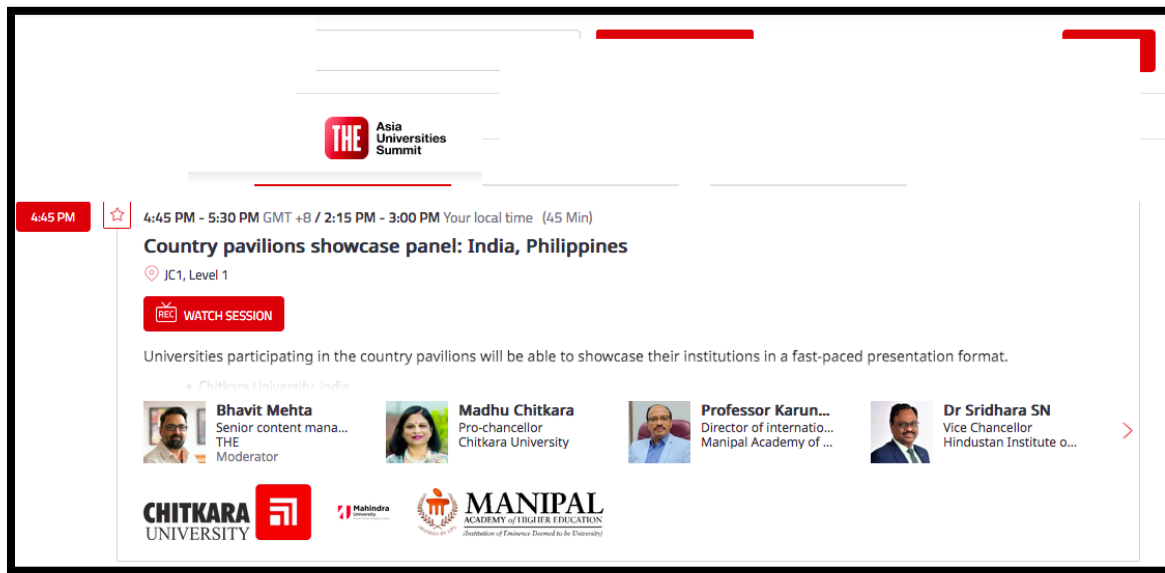 THE Asia
Universities
Summit
4:45 PM
4:45 PM - 5:30 PM GMT +8 / 2:15 PM - 3:00 PM Your local time (45 Min)
Country pavilions showcase panel: India, Philippines
JC1, Level 1
REC WATCH SESSION
Universities participating in the country pavilions will be able to showcase their institutions in a fast-paced presentation format.
• Chitkara University, India
Bhavit Mehta
Senior content mana...
THE
Moderator
Madhu Chitkara
Pro-chancellor
Chitkara University
Professor Karun...
Director of internatio...
Manipal Academy of ...
Dr Sridhara SN
Vice Chancellor
Hindustan Institute o...
CHITKARA
UNIVERSITY
Mahindra
University
MANIPAL
ACADEMY of HIGHER EDUCATION
(Institution of Eminence Deemed to be University)